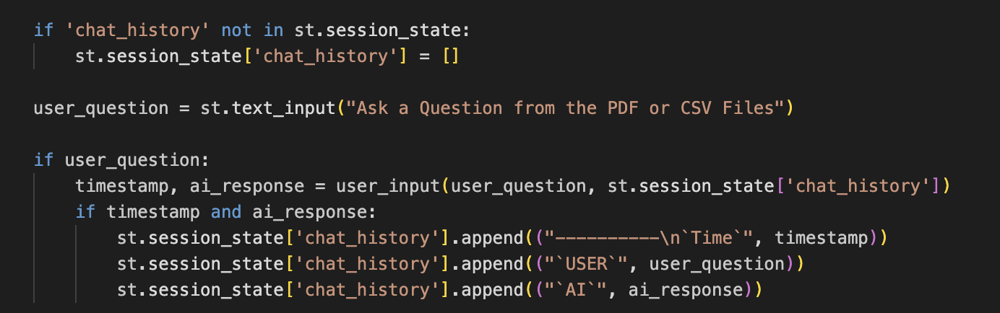 if 'chat_history' not in st.session_state:
    st.session_state['chat_history'] = []

user_question = st.text_input("Ask a Question from the PDF or CSV Files")

if user_question:
    timestamp, ai_response = user_input(user_question, st.session_state['chat_history'])
    if timestamp and ai_response:
        st.session_state['chat_history'].append(("----------\n`Time`", timestamp))
        st.session_state['chat_history'].append(("`USER`", user_question))
        st.session_state['chat_history'].append(("`AI`", ai_response))